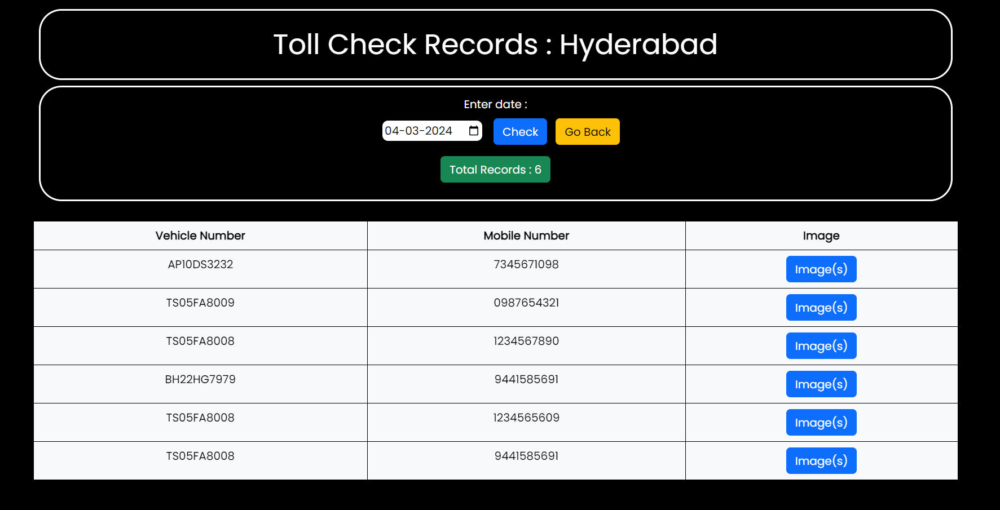 Toll Check Records : Hyderabad
Enter date :
04-03-2024 Check Go Back
Total Records : 6
Vehicle Number Mobile Number Image
AP10DS3232 7345671098 Image(s)
TS05FA8009 0987654321 Image(s)
TS05FA8008 1234567890 Image(s)
BH22HG7979 9441585691 Image(s)
TS05FA8008 1234565609 Image(s)
TS05FA8008 9441585691 Image(s)